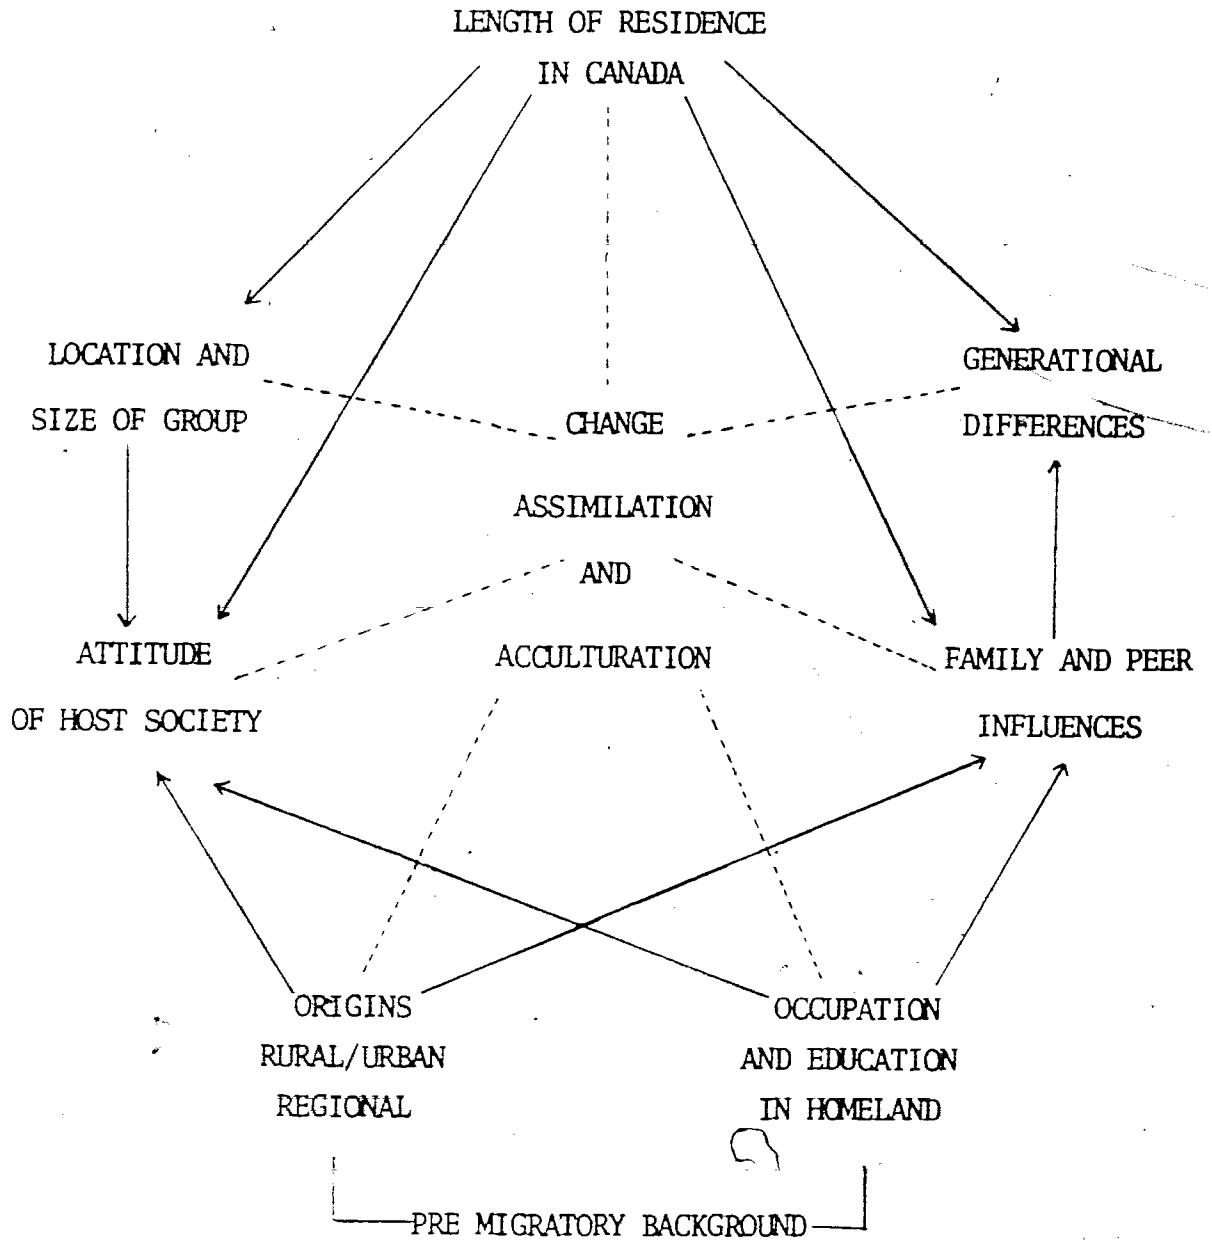 LENGTH OF RESIDENCE
IN CANADA
LOCATION AND
SIZE OF GROUP
GENERATIONAL
DIFFERENCES
CHANGE
ASSIMILATION
AND
ACCULTURATION
ATTITUDE
OF HOST SOCIETY
FAMILY AND PEER
INFLUENCES
ORIGINS
RURAL/URBAN
REGIONAL
OCCUPATION
AND EDUCATION
IN HOMELAND
PRE MIGRATORY BACKGROUND